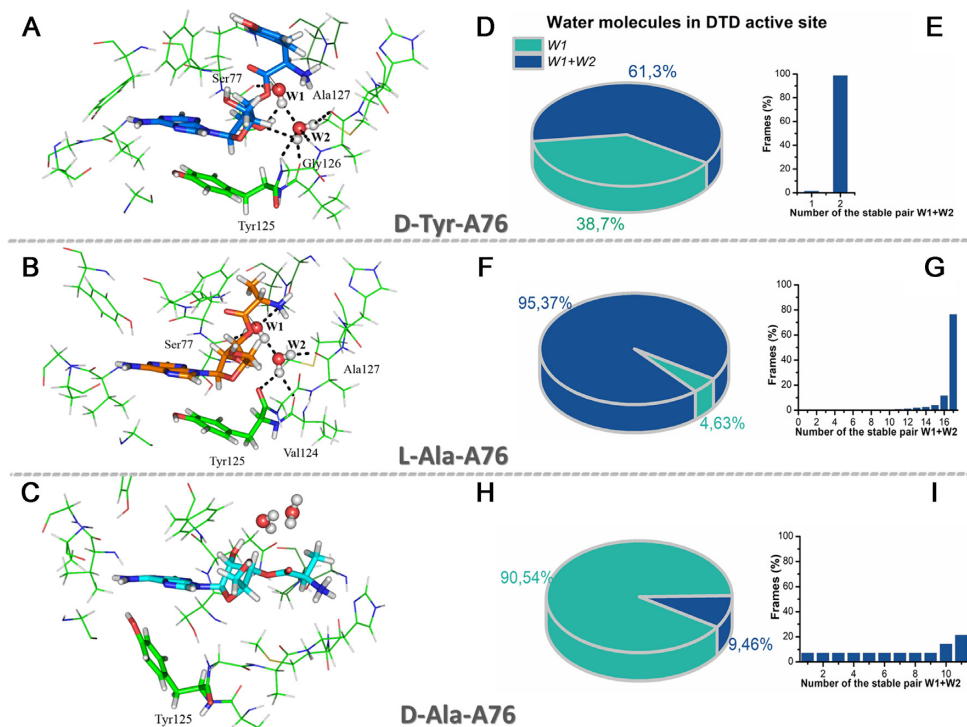 A
Ser77
W1
Ala127
W2
Gly126
Tyr125
D-Tyr-A76
Water molecules in DTD active site
D
W1
W1+W2
61,3%
38,7%
E
Frames (%)
100
80
60
40
20
0
1 2
Number of the stable pair W1+W2
B
Ser77
W1
W2
Ala127
Tyr125
Val124
L-Ala-A76
F
95,37%
4,63%
G
Frames (%)
100
80
60
40
20
0
0 2 4 6 8 10 12 14 16
Number of the stable pair W1+W2
C
Tyr125
D-Ala-A76
H
90,54%
9,46%
I
Frames (%)
100
80
60
40
20
0
2 4 6 8 10
Number of the stable pair W1+W2